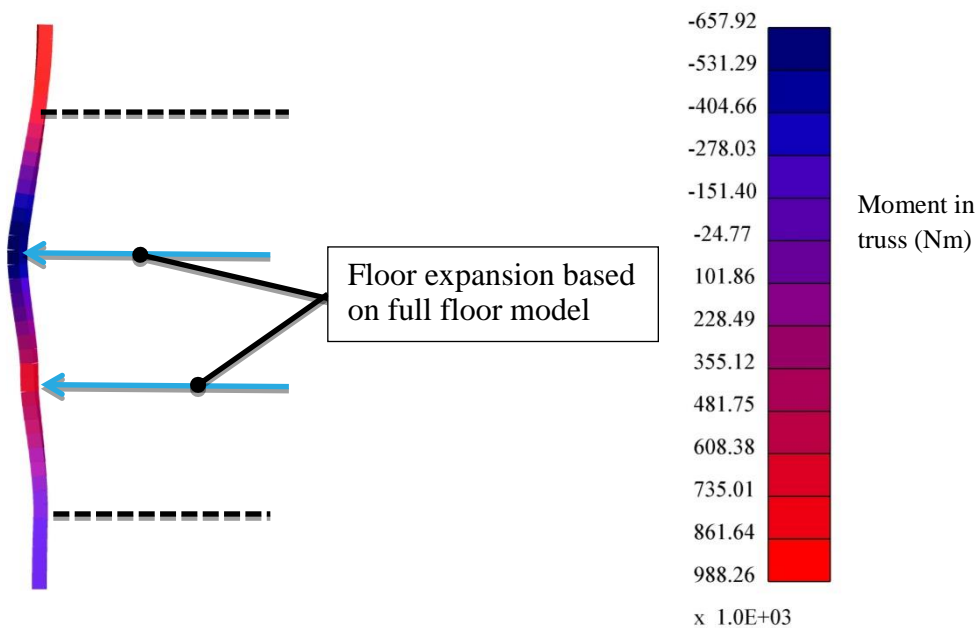 -657.92
-531.29
-404.66
-278.03
-151.40
-24.77
101.86
228.49
355.12
481.75
608.38
735.01
861.64
988.26
x 1.0E+03
Moment in
truss (Nm)
Floor expansion based
on full floor model